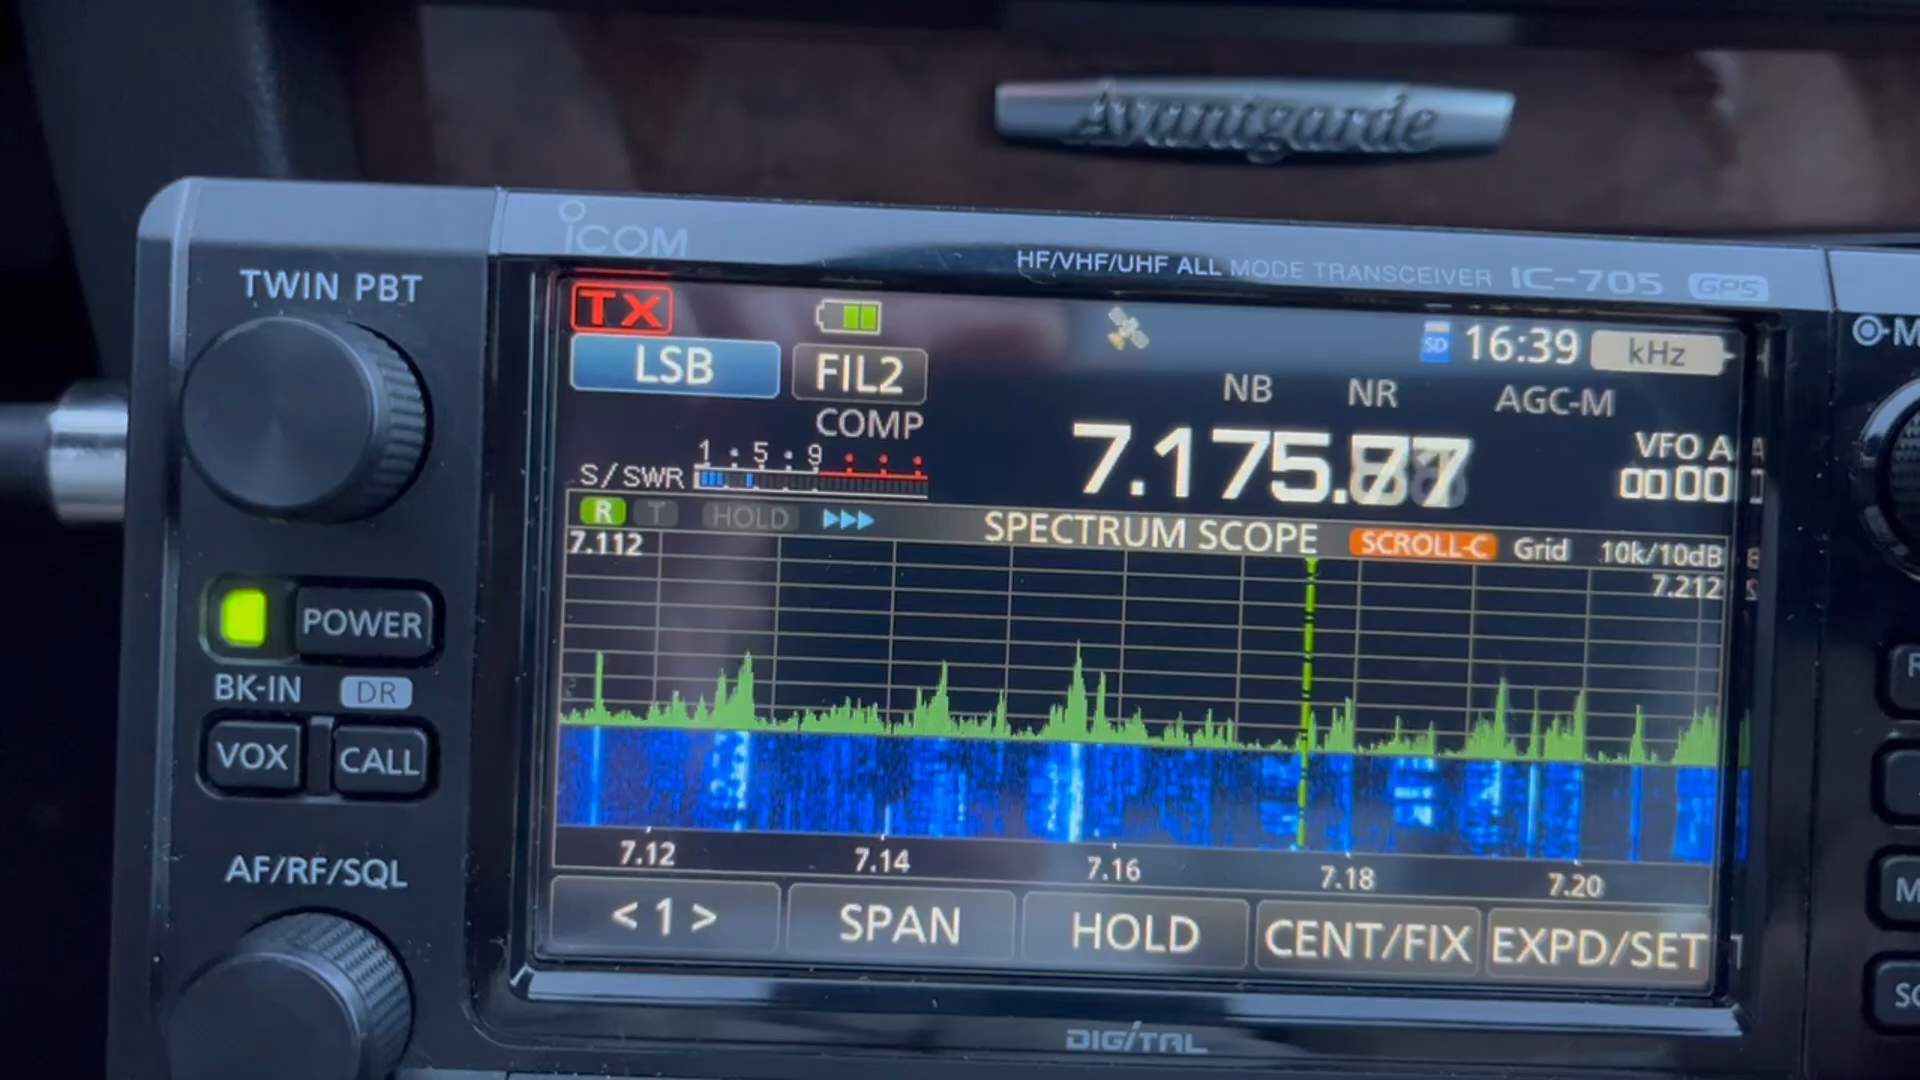 Avantgarde
ICOM
HF/VHF/UHF ALL MODE TRANSCEIVER IC-705 GPS
TWIN PBT
TX
SD 16:39 kHz
LSB FIL2
NB NR AGC-M
COMP
7.175.
VFO A
S/SWR 1 5 9
R T HOLD SPECTRUM SCOPE SCROLL-C Grid 10k/10dB
7.112
7.212
POWER
BK-IN DR
VOX CALL
7.12 7.14 7.16 7.18 7.20
AF/RF/SQL
< 1 > SPAN HOLD CENT/FIX EXPD/SET
DIGITAL